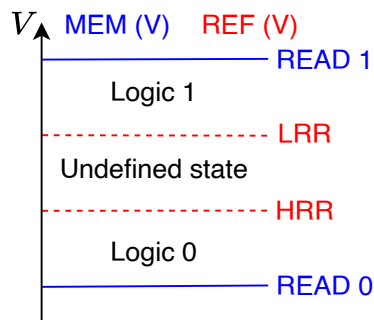 V MEM (V) REF (V)
READ 1
Logic 1
LRR
Undefined state
HRR
Logic 0
READ 0